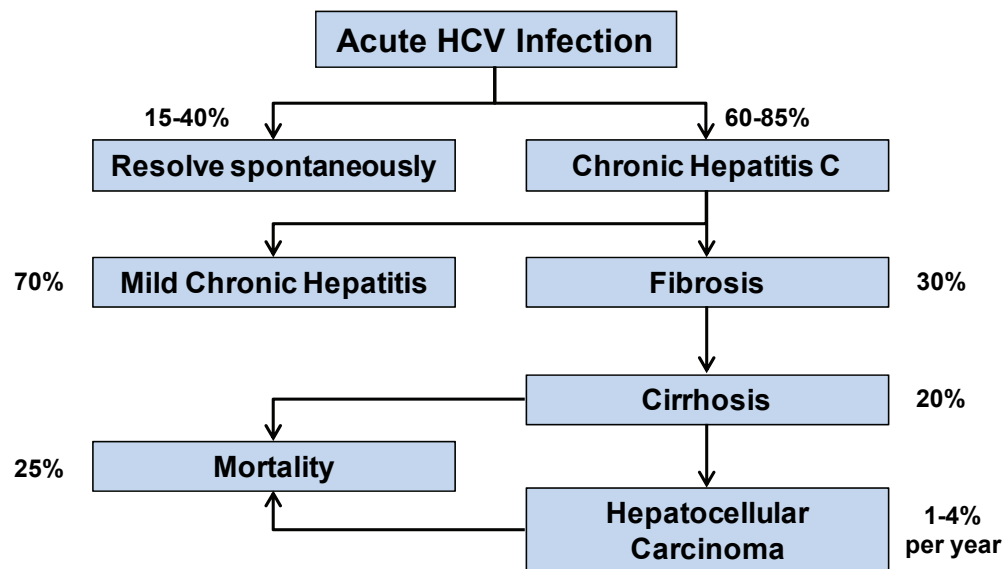 Acute HCV Infection
15-40%
60-85%
Resolve spontaneously
Chronic Hepatitis C
70%
Mild Chronic Hepatitis
Fibrosis
30%
Cirrhosis
20%
25%
Mortality
Hepatocellular
Carcinoma
1-4%
per year